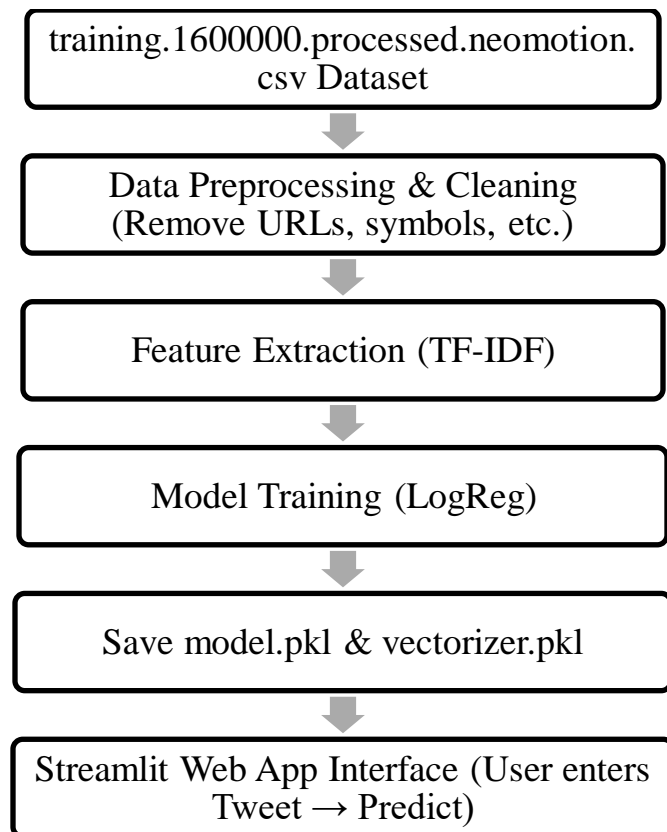 training.1600000.processed.neomotion.
csv Dataset
Data Preprocessing & Cleaning
(Remove URLs, symbols, etc.)
Feature Extraction (TF-IDF)
Model Training (LogReg)
Save model.pkl & vectorizer.pkl
Streamlit Web App Interface (User enters
Tweet → Predict)